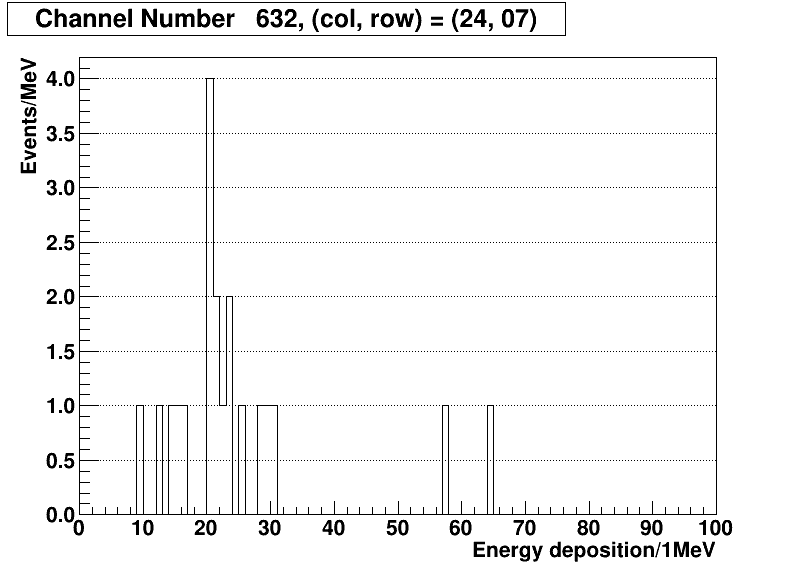 Channel Number 632, (col, row) = (24, 07)
Events/MeV
4.0
3.5
3.0
2.5
2.0
1.5
1.0
0.5
0.0
0 10 20 30 40 50 60 70 80 90 100
Energy deposition/1MeV